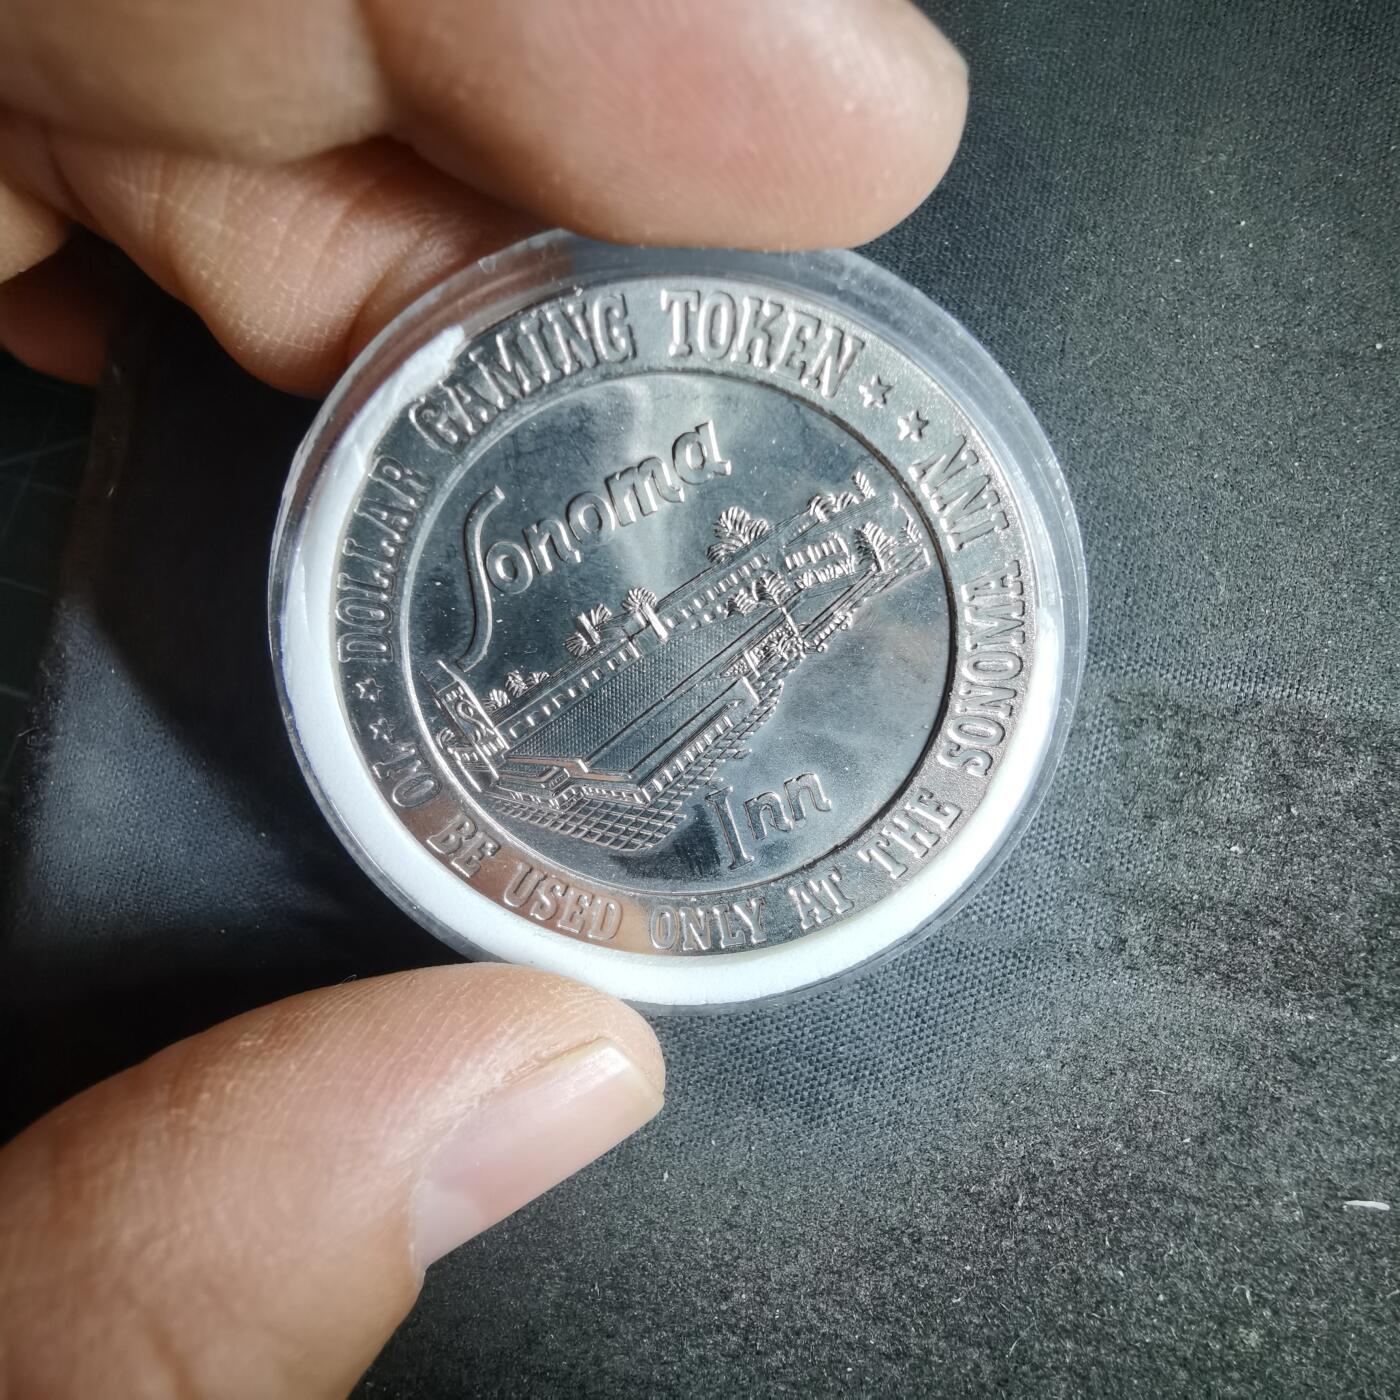 DOLLAR GAMING TOKEN
Sonoma
Inn
TO BE USED ONLY AT THE SONOMA INN